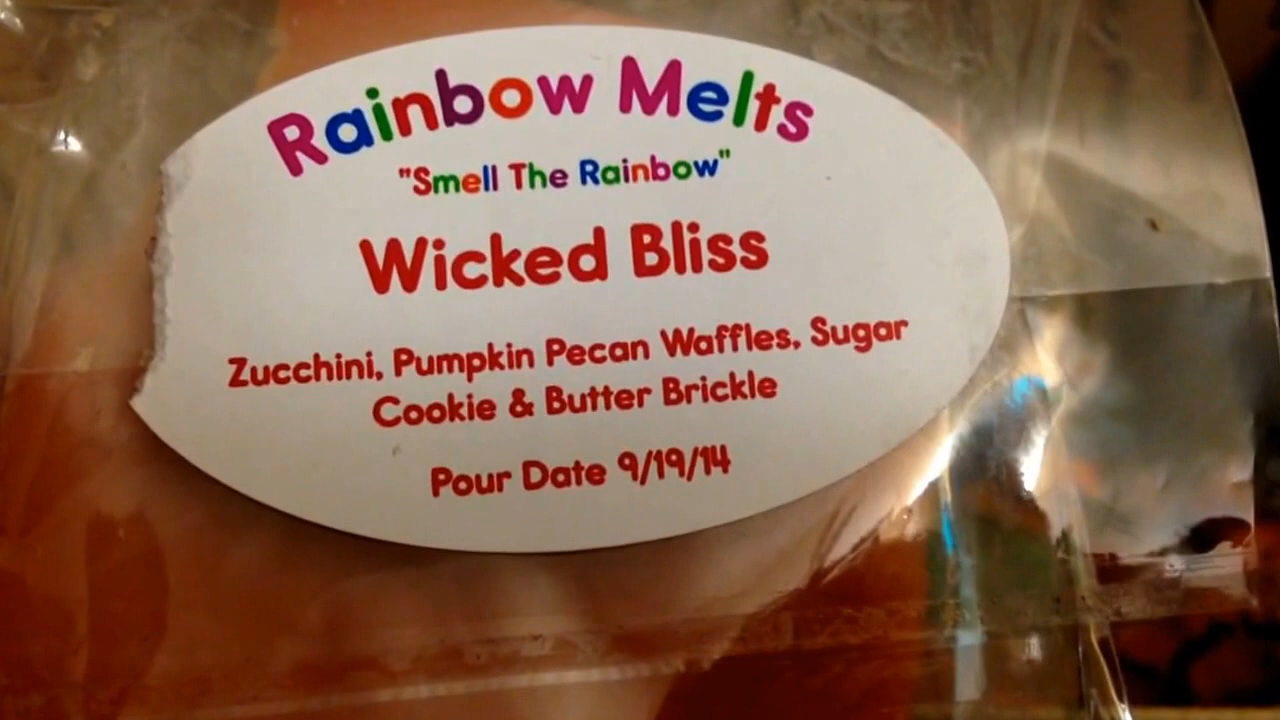 Rainbow Melts
"Smell The Rainbow"
Wicked Bliss
Zucchini, Pumpkin Pecan Waffles, Sugar
Cookie & Butter Brickle
Pour Date 9/19/14